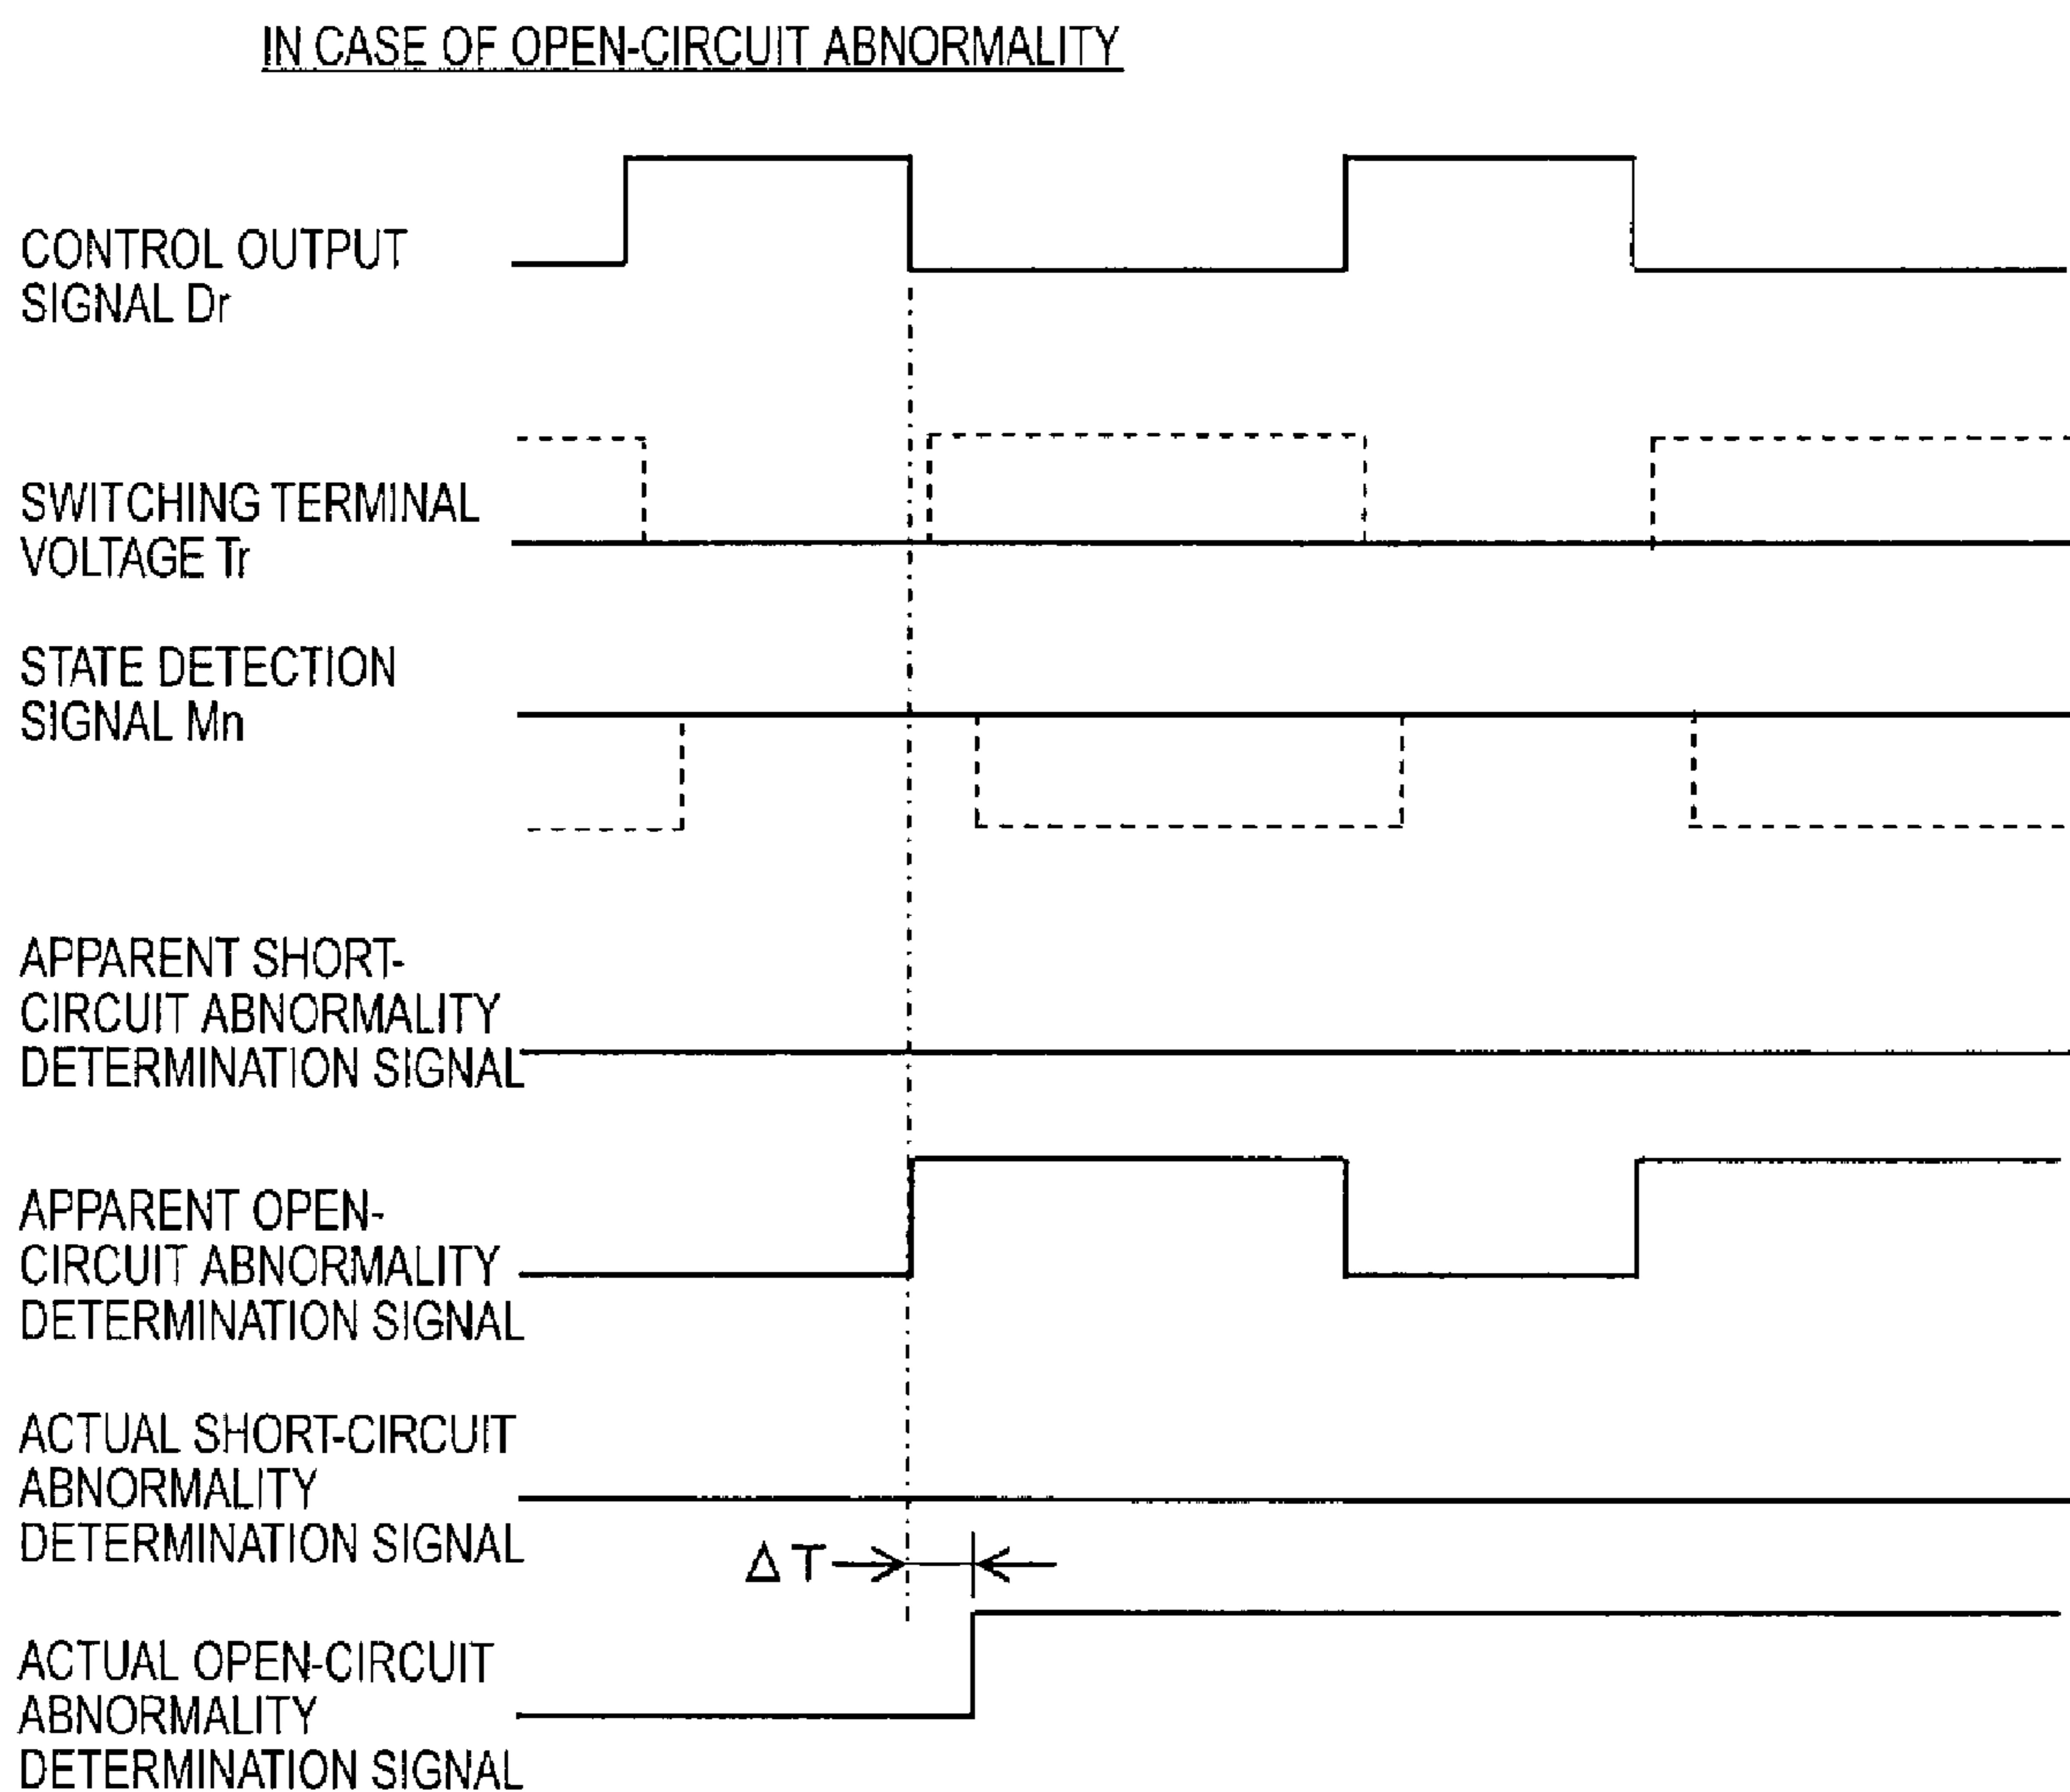 IN CASE OF OPEN-CIRCUIT ABNORMALITY
CONTROL OUTPUT
SIGNAL Dr
SWITCHING TERMINAL
VOLTAGE Tr
STATE DETECTION
SIGNAL Mn
APPARENT SHORT-
CIRCUIT ABNORMALITY
DETERMINATION SIGNAL
APPARENT OPEN-
CIRCUIT ABNORMALITY
DETERMINATION SIGNAL
ACTUAL SHORT-CIRCUIT
ABNORMALITY
DETERMINATION SIGNAL
ΔT
ACTUAL OPEN-CIRCUIT
ABNORMALITY
DETERMINATION SIGNAL